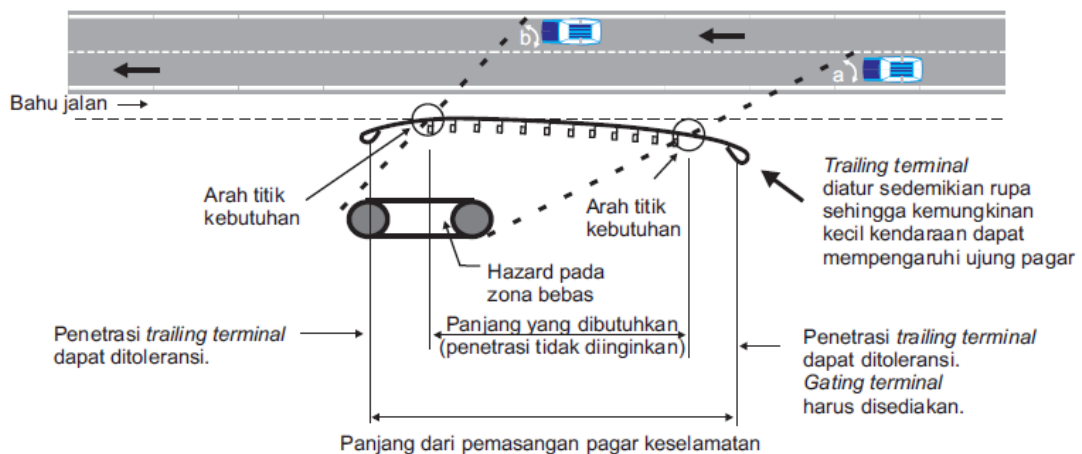 b
a
Bahu jalan
Arah titik
kebutuhan
Arah titik
kebutuhan
Trailing terminal
diatur sedemikian rupa
sehingga kemungkinan
kecil kendaraan dapat
mempengaruhi ujung pagar
Hazard pada
zona bebas
Penetrasi trailing terminal
dapat ditoleransi.
Panjang yang dibutuhkan
(penetrasi tidak diinginkan)
Penetrasi trailing terminal
dapat ditoleransi.
Gating terminal
harus disediakan.
Panjang dari pemasangan pagar keselamatan